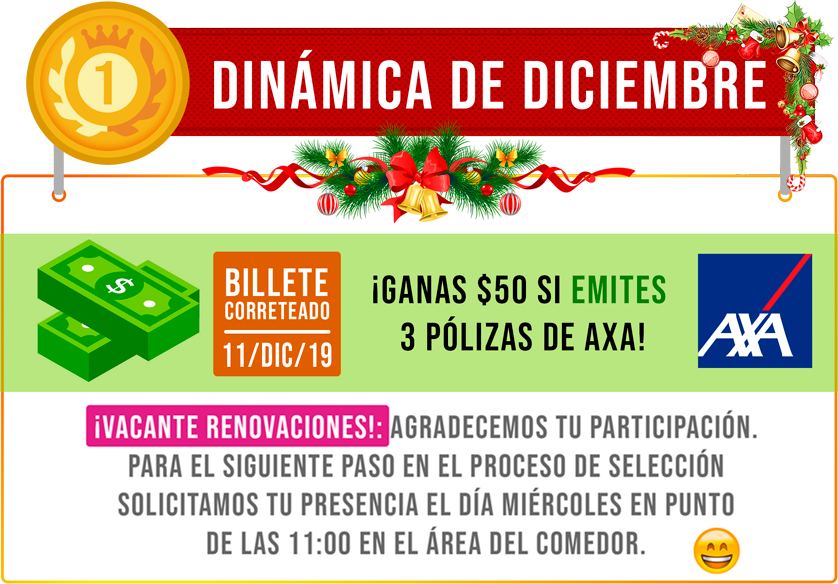 1
DINÁMICA DE DICIEMBRE
$
BILLETE
CORRETEADO
11/DIC/19
¡GANAS $50 SI EMITES
3 PÓLIZAS DE AXA!
AXA
¡VACANTE RENOVACIONES!: AGRADECEMOS TU PARTICIPACIÓN.
PARA EL SIGUIENTE PASO EN EL PROCESO DE SELECCIÓN
SOLICITAMOS TU PRESENCIA EL DÍA MIÉRCOLES EN PUNTO
DE LAS 11:00 EN EL ÁREA DEL COMEDOR.